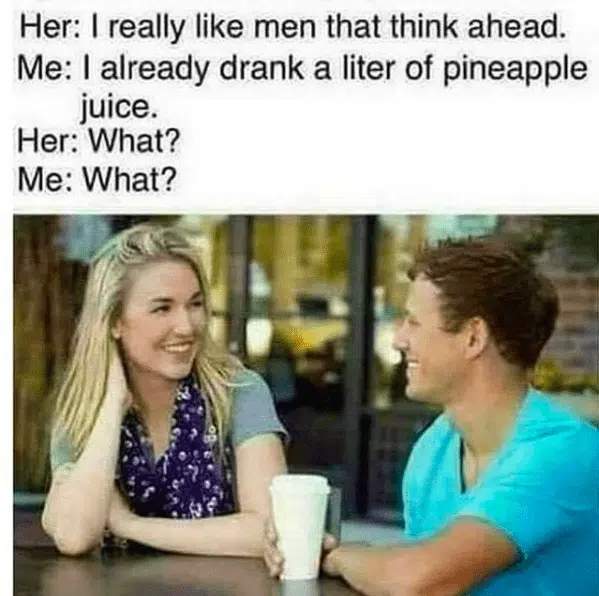 Her: I really like men that think ahead.
Me: I already drank a liter of pineapple
juice.
Her: What?
Me: What?